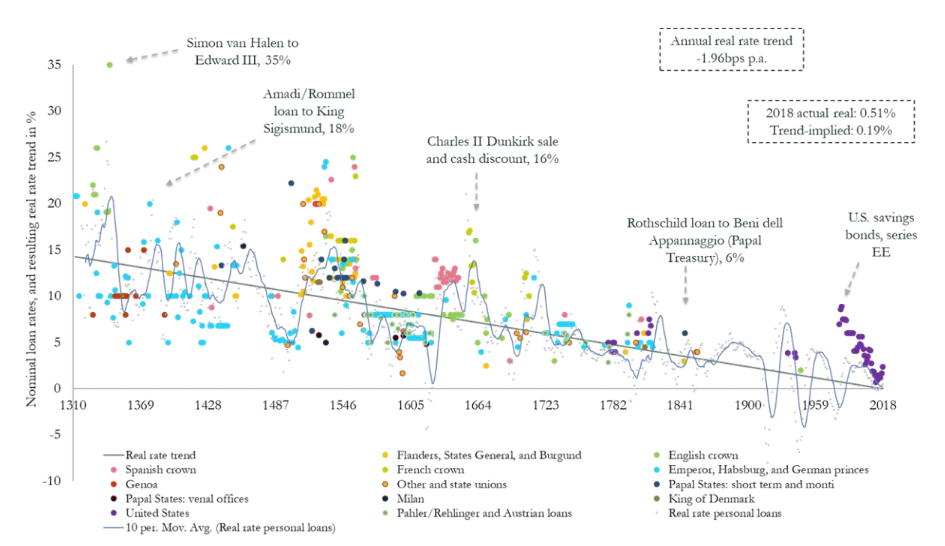 Simon van Halen to
Edward III, 35%
Annual real rate trend
-1.96bps p.a.
Amadi/Rommel
loan to King
Sigismund, 18%
2018 actual real: 0.51%
Trend-implied: 0.19%
Charles II Dunkirk sale
and cash discount, 16%
Rothschild loan to Beni dell
Appannaggio (Papal
Treasury), 6%
U.S. savings
bonds, series
EE
Nominal loan rates, and resulting real rate trend in %
35
30
25
20
15
10
5
0
-5
-10
1310 1369 1428 1487 1546 1605 1664 1723 1782 1841 1900 1959 2018
Real rate trend
Flanders, States General, and Burgund
English crown
Spanish crown
French crown
Emperor, Habsburg, and German princes
Genoa
Other and state unions
Papal States: short term and monti
Papal States: venal offices
Milan
King of Denmark
United States
Pahler/Rehlinger and Austrian loans
Real rate personal loans
10 per. Mov. Avg. (Real rate personal loans)